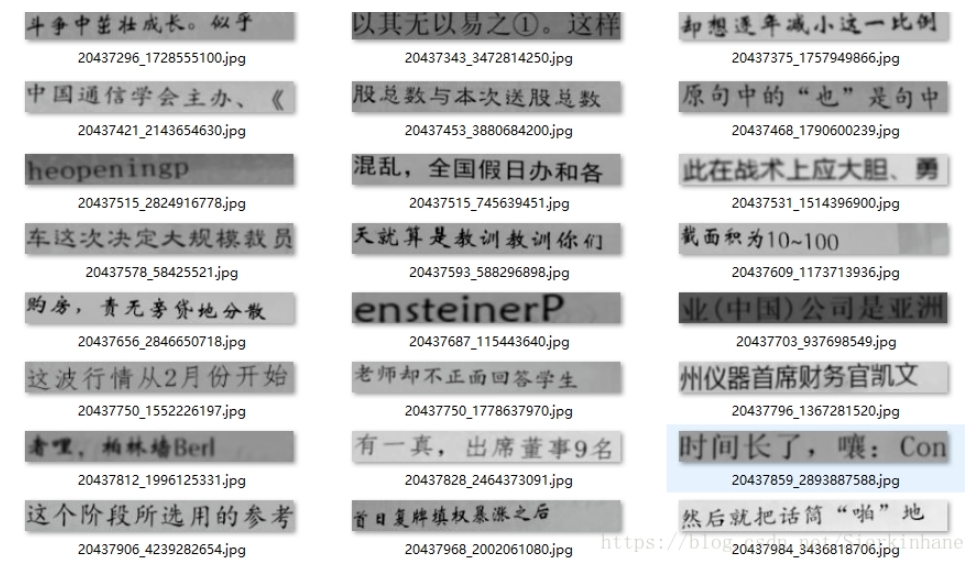 斗争中茁壮成长。似乎
以其无以易之①。这样
却想逐年减小这一比例
20437296_1728555100.jpg
20437343_3472814250.jpg
20437375_1757949866.jpg
中国通信学会主办、《
股总数与本次送股总数
原句中的“也”是句中
20437421_2143654630.jpg
20437453_3880684200.jpg
20437468_1790600239.jpg
heopeningp
混乱，全国假日办和各
此在战术上应大胆、勇
20437515_2824916778.jpg
20437515_745639451.jpg
20437531_1514396900.jpg
车这次决定大规模裁员
天就算是教训教训你们
截面积为10~100
20437578_58425521.jpg
20437593_588296898.jpg
20437609_1173713936.jpg
购房，责无旁贷地分散
ensteinerP
业(中国)公司是亚洲
20437656_2846650718.jpg
20437687_115443640.jpg
20437703_937698549.jpg
这波行情从2月份开始
老师却不正面回答学生
州仪器首席财务官凯文
20437750_1552226197.jpg
20437750_1778637970.jpg
20437796_1367281520.jpg
者哩，柏林墙Berl
有一真，出席董事9名
时间长了，嚷：Con
20437812_1996125331.jpg
20437828_2464373091.jpg
20437859_2893887588.jpg
这个阶段所选用的参考
首日复牌填权暴涨之后
然后就把话筒“啪”地
20437906_4239282654.jpg
20437968_2002061080.jpg
20437984_3436818706.jpg
https://blog.csdn.net/Sierkinhane